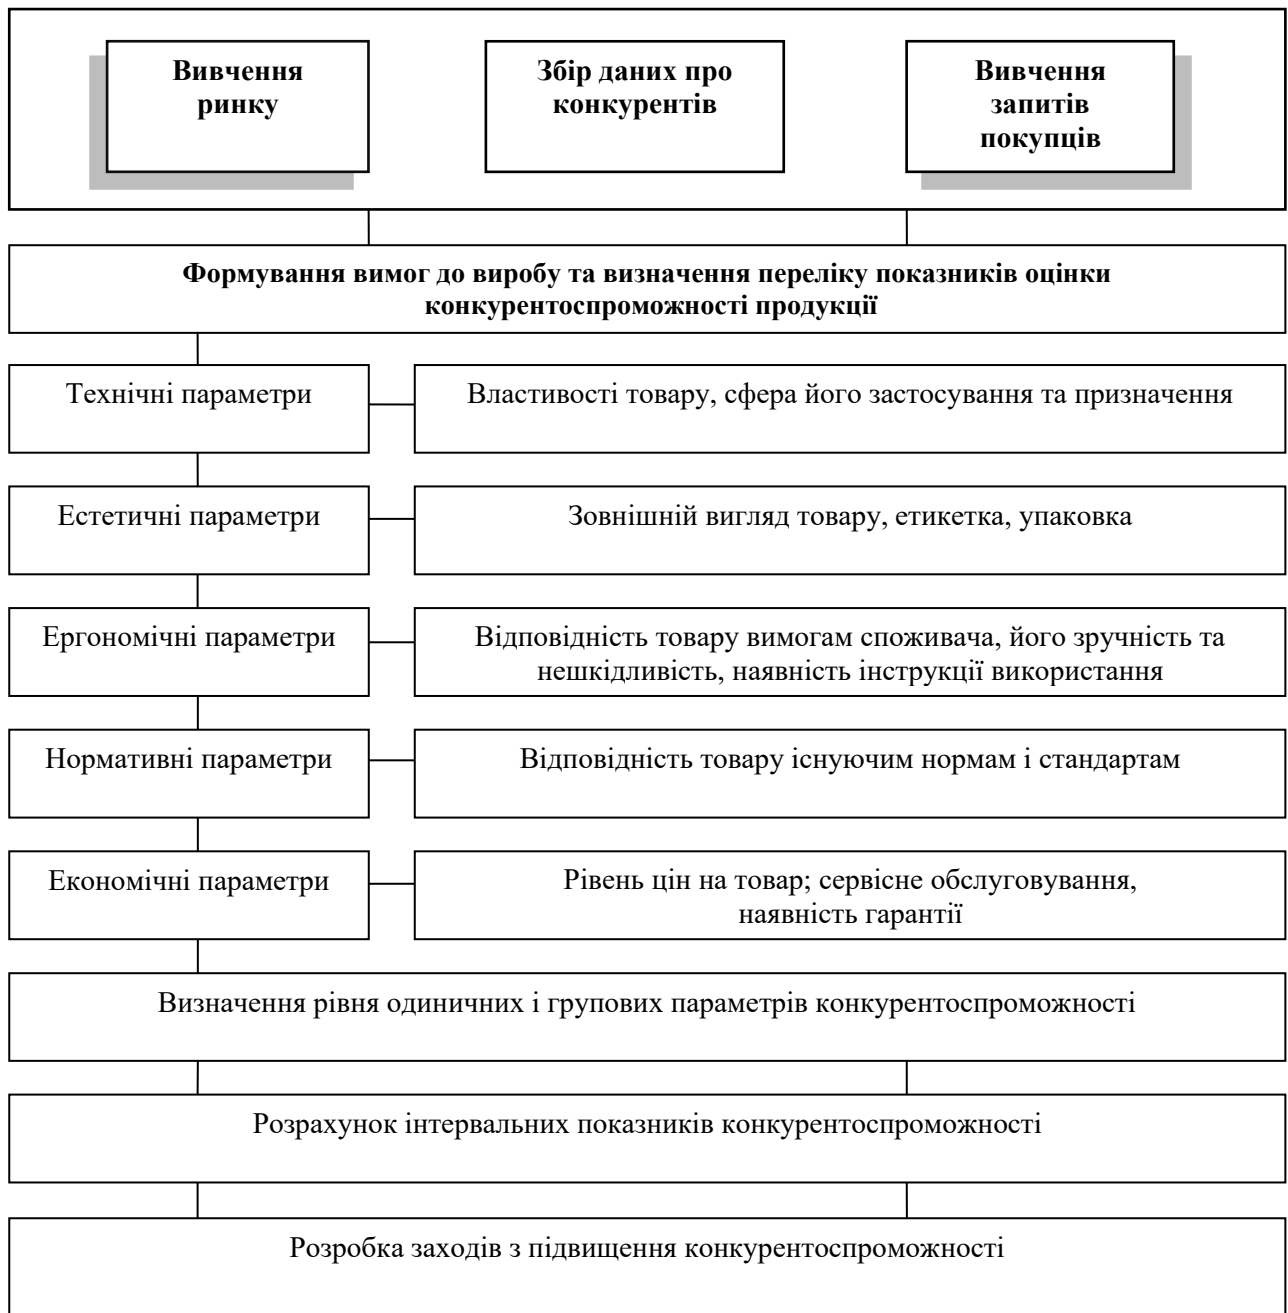 Вивчення
ринку
Збір даних про
конкурентів
Вивчення
запитів
покупців
Формування вимог до виробу та визначення переліку показників оцінки
конкурентоспроможності продукції
Технічні параметри
Властивості товару, сфера його застосування та призначення
Естетичні параметри
Зовнішній вигляд товару, етикетка, упаковка
Ергономічні параметри
Відповідність товару вимогам споживача, його зручність та
нешкідливість, наявність інструкції використання
Нормативні параметри
Відповідність товару існуючим нормам і стандартам
Економічні параметри
Рівень цін на товар; сервісне обслуговування,
наявність гарантії
Визначення рівня одиничних і групових параметрів конкурентоспроможності
Розрахунок інтервальних показників конкурентоспроможності
Розробка заходів з підвищення конкурентоспроможності